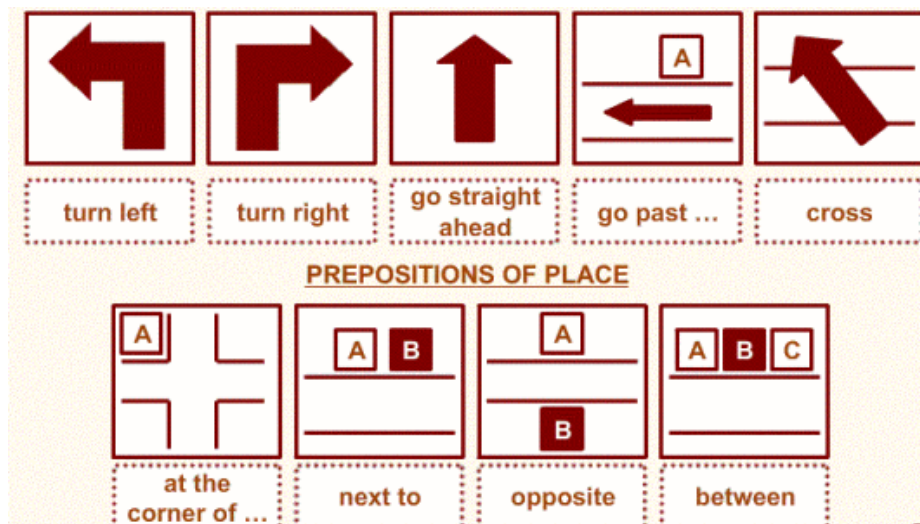 A
turn left
turn right
go straight
ahead
go past ...
cross
PREPOSITIONS OF PLACE
A
A B
A
B
A B C
at the
corner of ...
next to
opposite
between